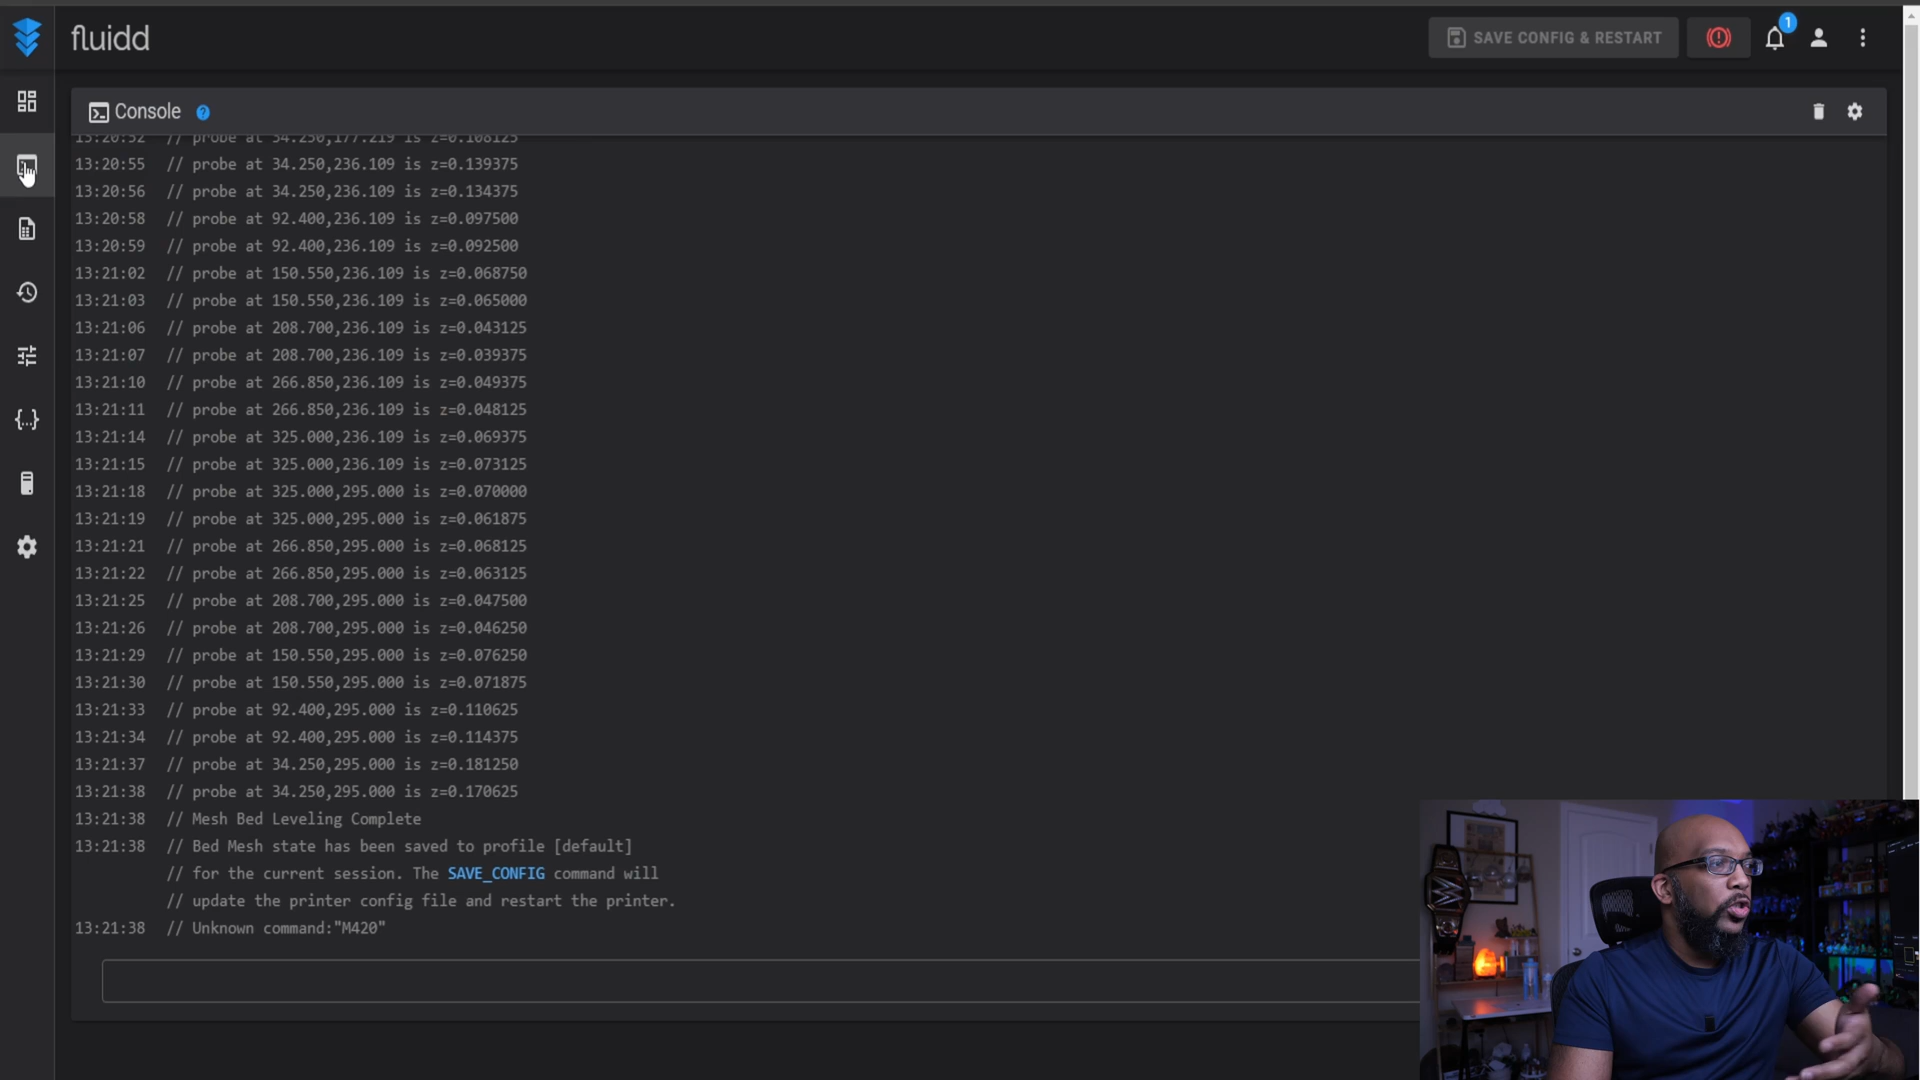 fluidd
SAVE CONFIG & RESTART
1
Console
?
13:20:52 // probe at 34.250,177.219 is z=0.108125
13:20:55 // probe at 34.250,236.109 is z=0.139375
13:20:56 // probe at 34.250,236.109 is z=0.134375
13:20:58 // probe at 92.400,236.109 is z=0.097500
13:20:59 // probe at 92.400,236.109 is z=0.092500
13:21:02 // probe at 150.550,236.109 is z=0.068750
13:21:03 // probe at 150.550,236.109 is z=0.065000
13:21:06 // probe at 208.700,236.109 is z=0.043125
13:21:07 // probe at 208.700,236.109 is z=0.039375
13:21:10 // probe at 266.850,236.109 is z=0.049375
13:21:11 // probe at 266.850,236.109 is z=0.048125
13:21:14 // probe at 325.000,236.109 is z=0.069375
13:21:15 // probe at 325.000,236.109 is z=0.073125
13:21:18 // probe at 325.000,295.000 is z=0.070000
13:21:19 // probe at 325.000,295.000 is z=0.061875
13:21:21 // probe at 266.850,295.000 is z=0.068125
13:21:22 // probe at 266.850,295.000 is z=0.063125
13:21:25 // probe at 208.700,295.000 is z=0.047500
13:21:26 // probe at 208.700,295.000 is z=0.046250
13:21:29 // probe at 150.550,295.000 is z=0.076250
13:21:30 // probe at 150.550,295.000 is z=0.071875
13:21:33 // probe at 92.400,295.000 is z=0.110625
13:21:34 // probe at 92.400,295.000 is z=0.114375
13:21:37 // probe at 34.250,295.000 is z=0.181250
13:21:38 // probe at 34.250,295.000 is z=0.170625
13:21:38 // Mesh Bed Leveling Complete
13:21:38 // Bed Mesh state has been saved to profile [default]
// for the current session. The SAVE_CONFIG command will
// update the printer config file and restart the printer.
13:21:38 // Unknown command:"M420"